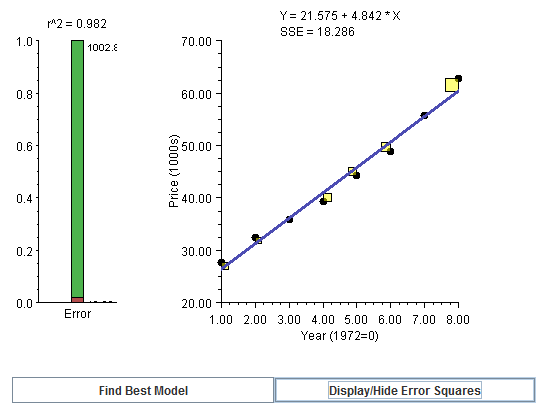 r^2 = 0.982
Y = 21.575 + 4.842 * X
SSE = 18.286
1.0
1002.8
0.8
0.6
0.4
0.2
0.0
Error
70.00
60.00
50.00
40.00
30.00
20.00
Price (1000s)
1.00 2.00 3.00 4.00 5.00 6.00 7.00 8.00
Year (1972=0)
Find Best Model
Display/Hide Error Squares